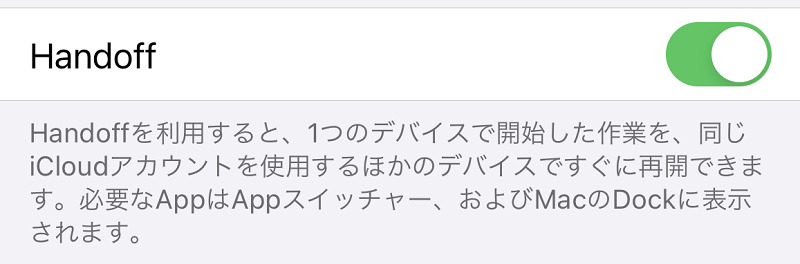 Handoff
Handoffを利用すると、1つのデバイスで開始した作業を、同じ
iCloudアカウントを使用するほかのデバイスですぐに再開できま
す。必要なAppはAppスイッチャー、およびMacのDockに表示
されます。